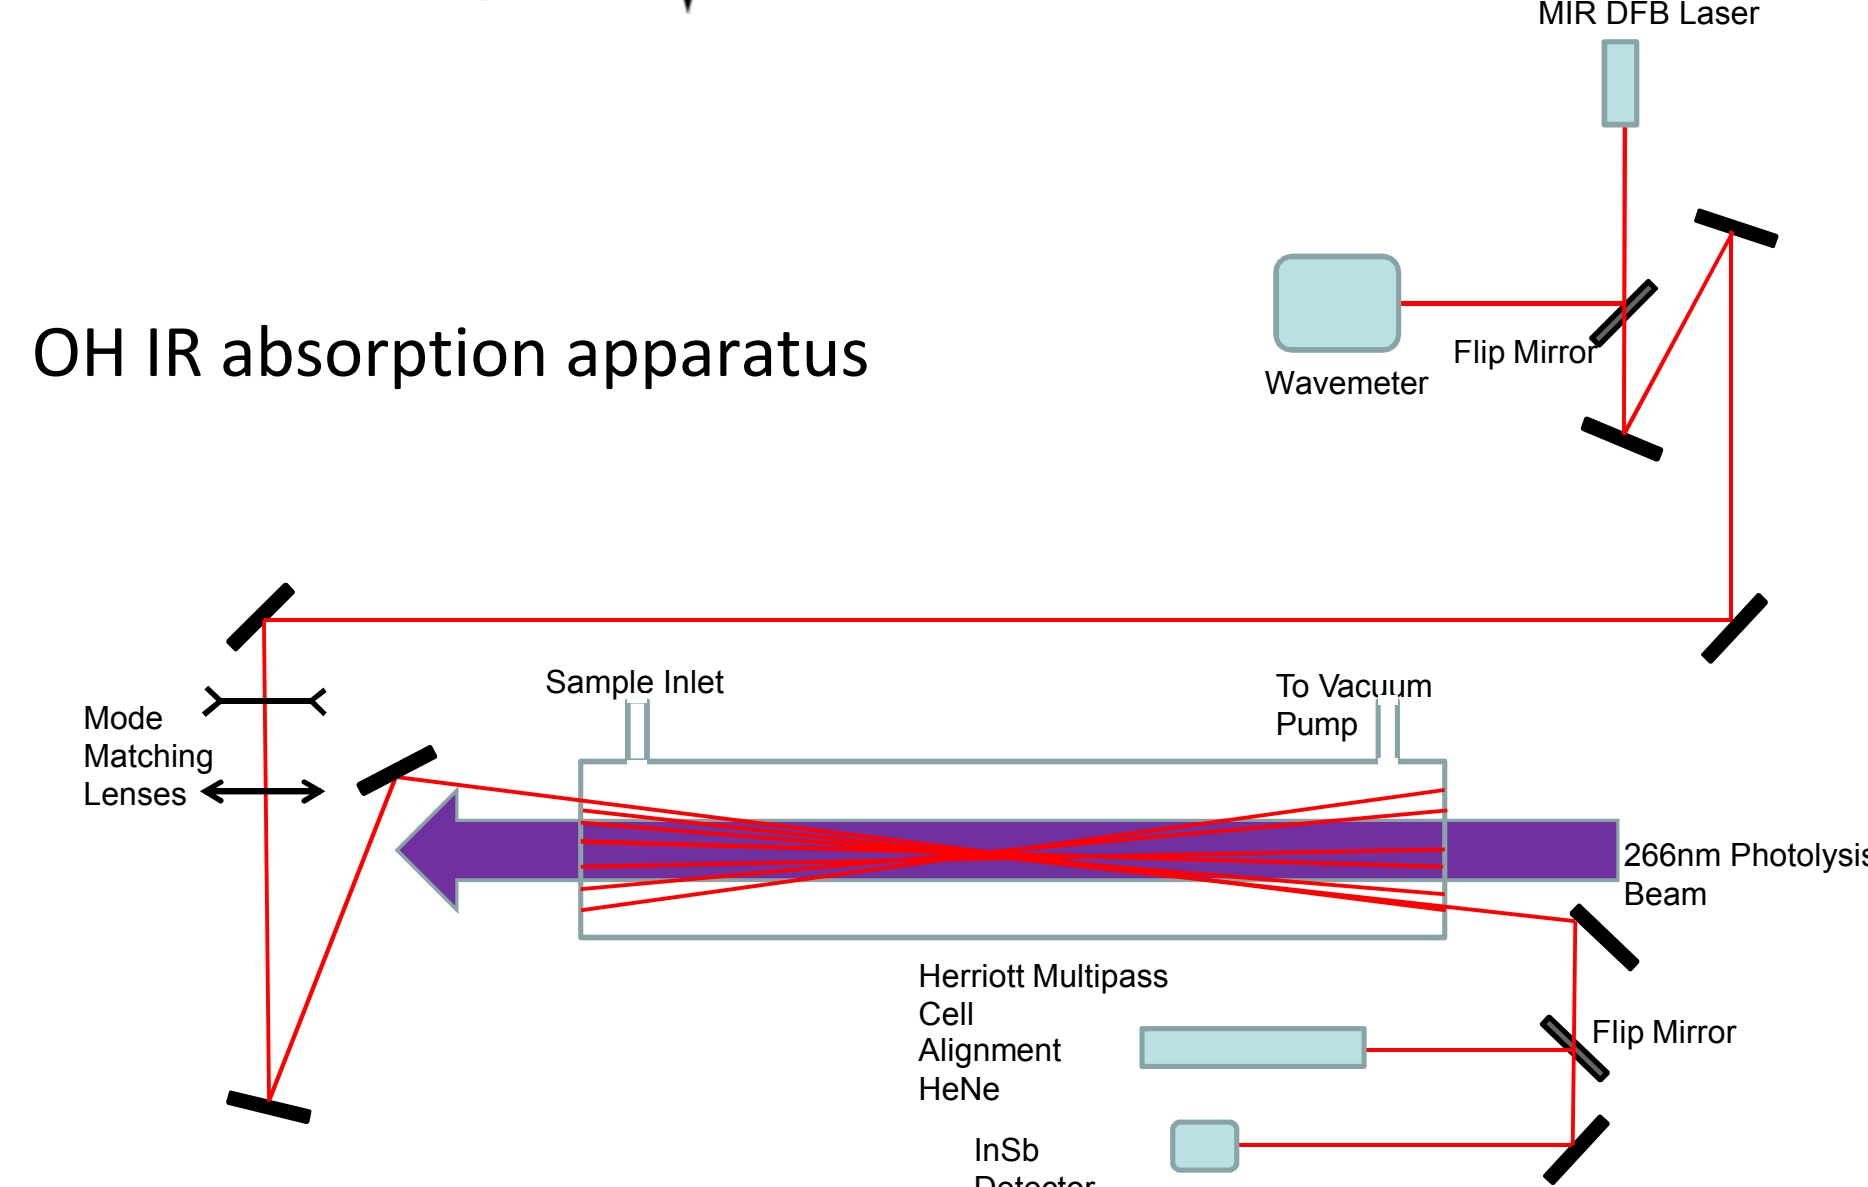 MIR DFB Laser
OH IR absorption apparatus
Flip Mirror
Wavemeter
Sample Inlet
To Vacuum
Pump
Mode
Matching
Lenses
266nm Photolysis
Beam
Herriott Multipass
Cell
Alignment
HeNe
Flip Mirror
InSb
Detector